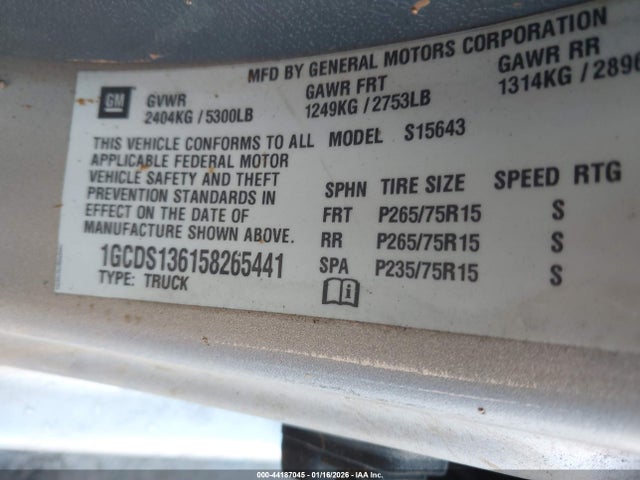 MFD BY GENERAL MOTORS CORPORATION
GM
GVWR GAWR FRT GAWR RR
2404KG / 5300LB 1249KG / 2753LB 1314KG / 2896
THIS VEHICLE CONFORMS TO ALL MODEL S15643
APPLICABLE FEDERAL MOTOR
VEHICLE SAFETY AND THEFT
PREVENTION STANDARDS IN
EFFECT ON THE DATE OF
MANUFACTURE SHOWN ABOVE.
SPHN TIRE SIZE SPEED RTG
FRT P265/75R15 S
RR P265/75R15 S
SPA P235/75R15 S
1GCDS136158265441
TYPE: TRUCK
00-44187045 - 01/16/2026 - IAA Inc.